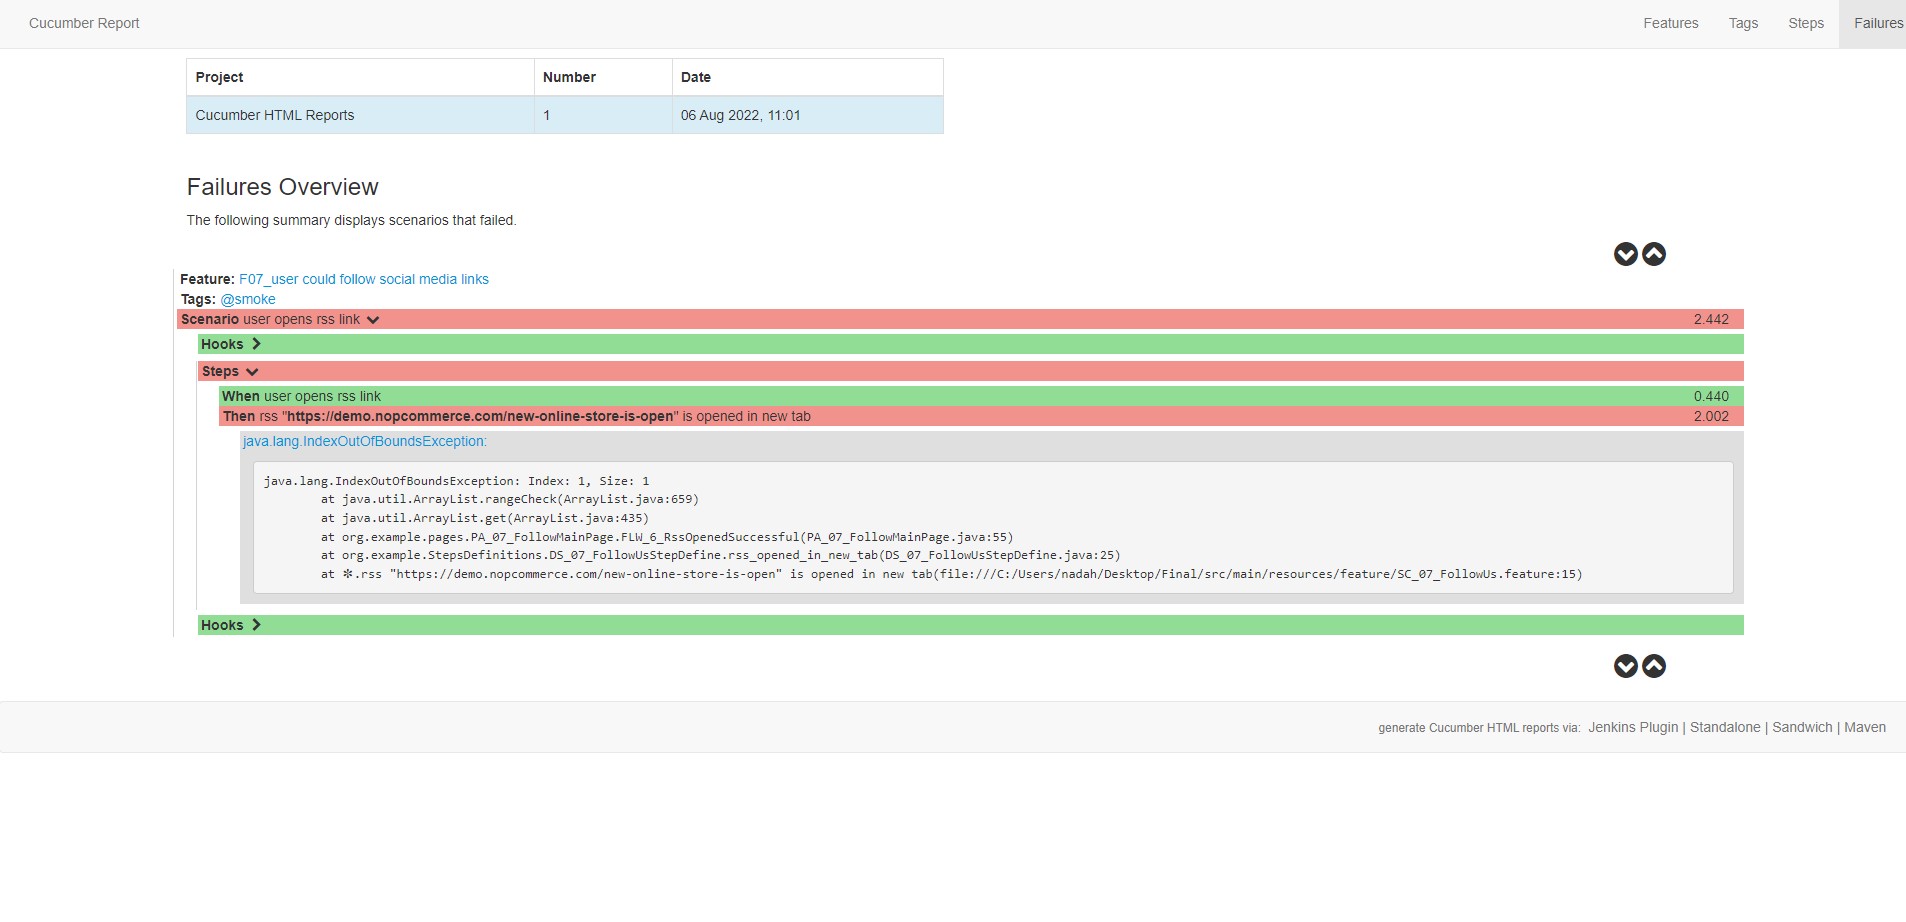 Cucumber Report Features Tags Steps Failures
Project Number Date
Cucumber HTML Reports 1 06 Aug 2022, 11:01
Failures Overview
The following summary displays scenarios that failed.
Feature: F07_user could follow social media links
Tags: @smoke
Scenario user opens rss link 2.442
Hooks
Steps
When user opens rss link 0.440
Then rss "https://demo.nopcommerce.com/new-online-store-is-open" is opened in new tab 2.002
java.lang.IndexOutOfBoundsException:
java.lang.IndexOutOfBoundsException: Index: 1, Size: 1
at java.util.ArrayList.rangeCheck(ArrayList.java:659)
at java.util.ArrayList.get(ArrayList.java:435)
at org.example.pages.PA_07_FollowMainPage.FLW_6_RssOpenedSuccessful(PA_07_FollowMainPage.java:55)
at org.example.StepsDefinitions.DS_07_FollowUsStepDefine.rss_opened_in_new_tab(DS_07_FollowUsStepDefine.java:25)
at ✽.rss "https://demo.nopcommerce.com/new-online-store-is-open" is opened in new tab(file:///C:/Users/nadah/Desktop/Final/src/main/resources/feature/SC_07_FollowUs.feature:15)
Hooks
generate Cucumber HTML reports via: Jenkins Plugin | Standalone | Sandwich | Maven